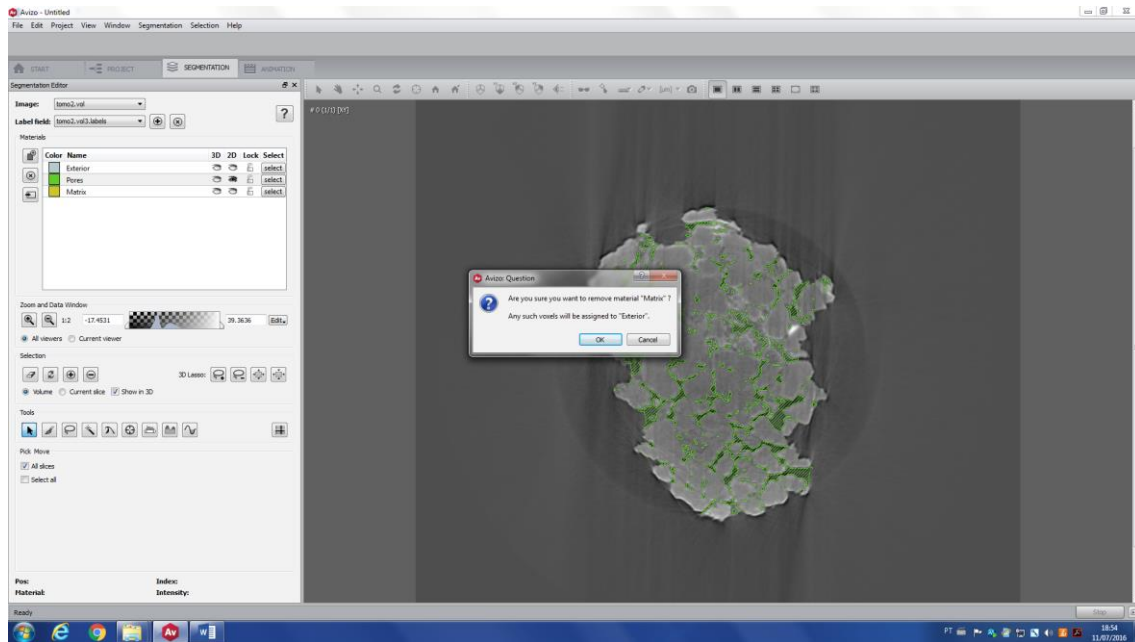 Avizo - Untitled
File Edit Project View Window Segmentation Selection Help
START PROJECT SEGMENTATION ANIMATION
Segmentation Editor
Image: tomo2.vol
Label field: tomo2.vol3.labels
?
Materials
Color Name 3D 2D Lock Select
Exterior select
Pores select
Matrix select
Zoom and Data Window
1:2 -17.4531 39.3636 Edit
All viewers Current viewer
Selection
3D Lasso:
Volume Current slice Show in 3D
Tools
Pick Move
All slices
Select all
Pos: Index:
Material: Intensity:
Ready
Avizo: Question
Are you sure you want to remove material "Matrix" ?
Any such voxels will be assigned to "Exterior".
OK Cancel
Stop
PT 18:54
11/07/2016